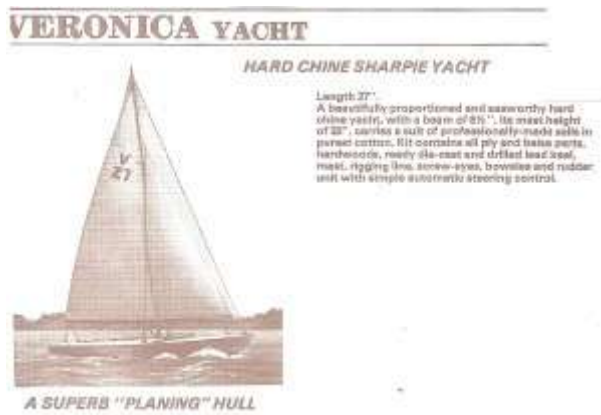 VERONICA YACHT
HARD CHINE SHARPIE YACHT
Length 27".
A beautifully proportioned and seaworthy hard
chine yacht, with a beam of 6½". Its mast height
of 33", carries a suit of professionally-made sails in
purest cotton. Kit contains all ply and balsa parts,
hardwoods, ready die-cast and drilled lead keel,
mast, rigging line, screw-eyes, bowsies and rudder
unit with simple automatic steering control.
V
27
A SUPERB "PLANING" HULL